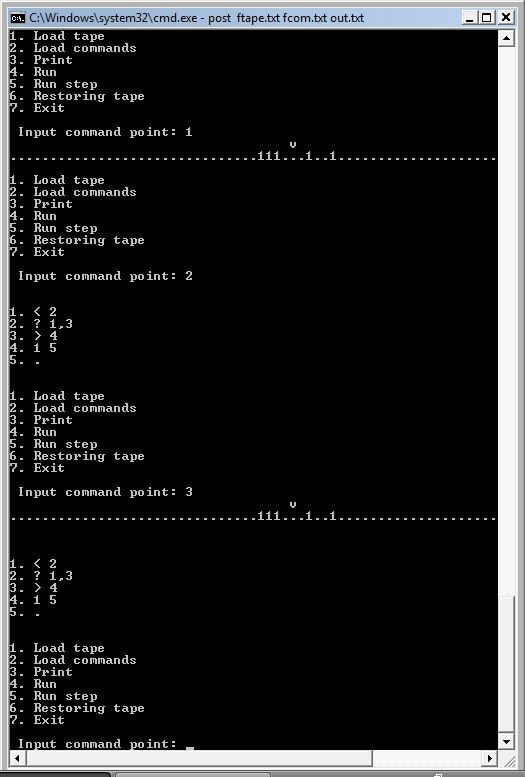 C:\Windows\system32\cmd.exe - post  ftape.txt fcom.txt out.txt
1. Load tape
2. Load commands
3. Print
4. Run
5. Run step
6. Restoring tape
7. Exit
Input command point: 1
v
...............................111...1..1....................
1. Load tape
2. Load commands
3. Print
4. Run
5. Run step
6. Restoring tape
7. Exit
Input command point: 2
1. < 2
2. ? 1,3
3. > 4
4. 1 5
5. .
1. Load tape
2. Load commands
3. Print
4. Run
5. Run step
6. Restoring tape
7. Exit
Input command point: 3
v
...............................111...1..1....................
1. < 2
2. ? 1,3
3. > 4
4. 1 5
5. .
1. Load tape
2. Load commands
3. Print
4. Run
5. Run step
6. Restoring tape
7. Exit
Input command point: _